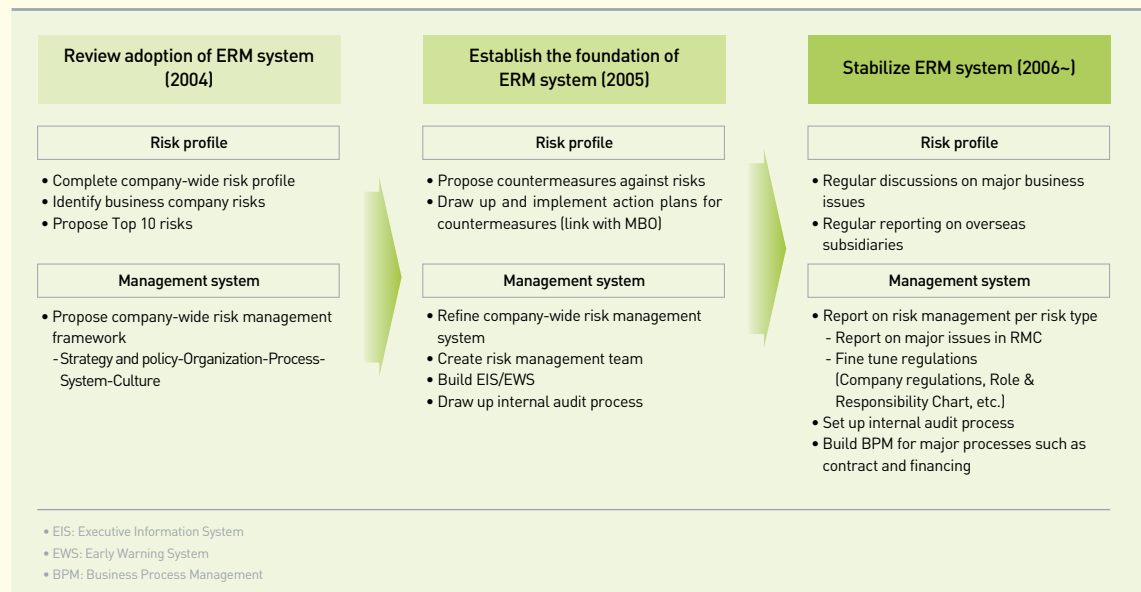 Review adoption of ERM system
(2004)
Risk profile
• Complete company-wide risk profile
• Identify business company risks
• Propose Top 10 risks
Management system
• Propose company-wide risk management
framework
- Strategy and policy-Organization-Process-
System-Culture
Establish the foundation of
ERM system (2005)
Risk profile
• Propose countermeasures against risks
• Draw up and implement action plans for
countermeasures (link with MBO)
Management system
• Refine company-wide risk management
system
• Create risk management team
• Build EIS/EWS
• Draw up internal audit process
Stabilize ERM system (2006~)
Risk profile
• Regular discussions on major business
issues
• Regular reporting on overseas
subsidiaries
Management system
• Report on risk management per risk type
- Report on major issues in RMC
- Fine tune regulations
(Company regulations, Role &
Responsibility Chart, etc.)
• Set up internal audit process
• Build BPM for major processes such as
contract and financing
• EIS: Executive Information System
• EWS: Early Warning System
• BPM: Business Process Management